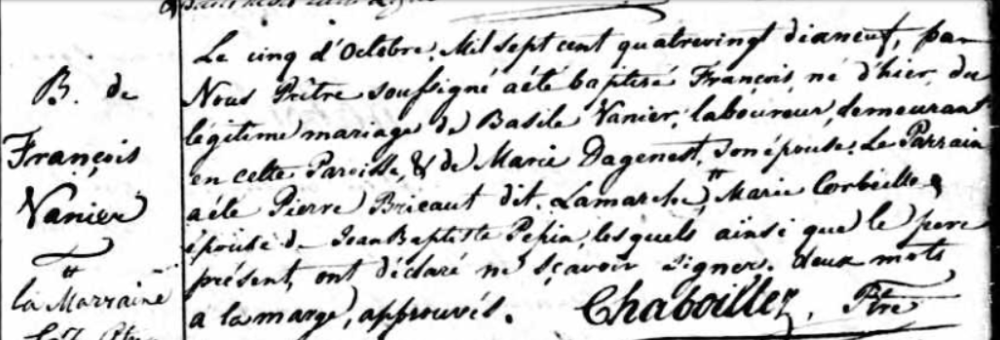 B. de
François
Vanier
"
la Marraine
Le cinq d'Octobre, Mil sept cent quatrevingt dixneuf, par
Nous Prêtre soussigné a été baptisé François, né d'hier, du
légitime mariage de Basile Vanier, laboureur, demeurant
en cette Paroisse, & de Marie Dagenest, son épouse. Le Parrain
a été Pierre Bricaut dit Lamarche, " Marie Corbeille
épouse de Jean Baptiste Pepin, lesquels ainsi que le pere
présent, ont déclaré ne sçavoir signer. deux mots
a la marge, approuvés. Chaboillez, Ptre